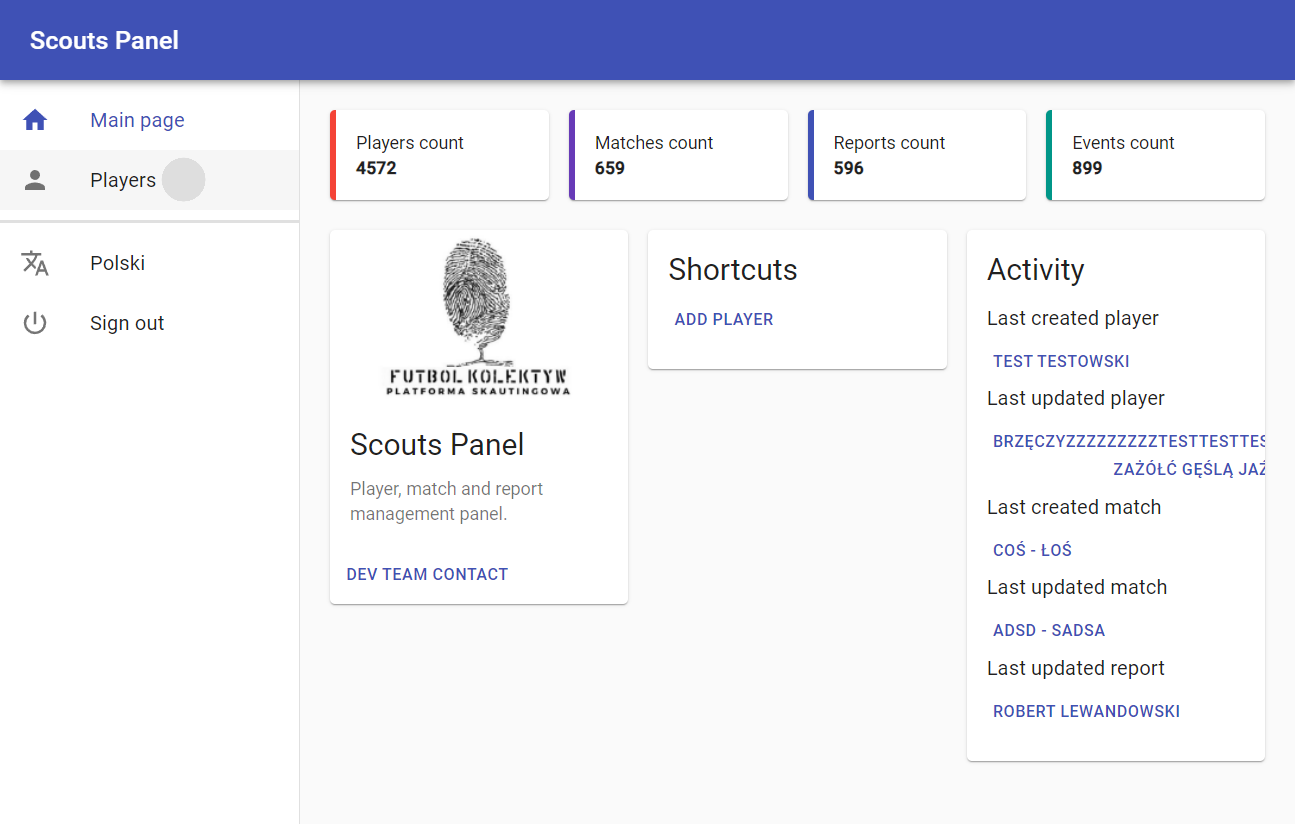 Scouts Panel
Main page
Players
Polski
Sign out
Players count
4572
Matches count
659
Reports count
596
Events count
899
FUTBOL KOLEKTYW
PLATFORMA SKAUTINGOWA
Scouts Panel
Player, match and report
management panel.
DEV TEAM CONTACT
Shortcuts
ADD PLAYER
Activity
Last created player
TEST TESTOWSKI
Last updated player
BRZĘCZYZZZZZZZZZTESTTESTTES
ZAŻÓŁĆ GĘŚLĄ JAŹ
Last created match
COŚ - ŁOŚ
Last updated match
ADSD - SADSA
Last updated report
ROBERT LEWANDOWSKI